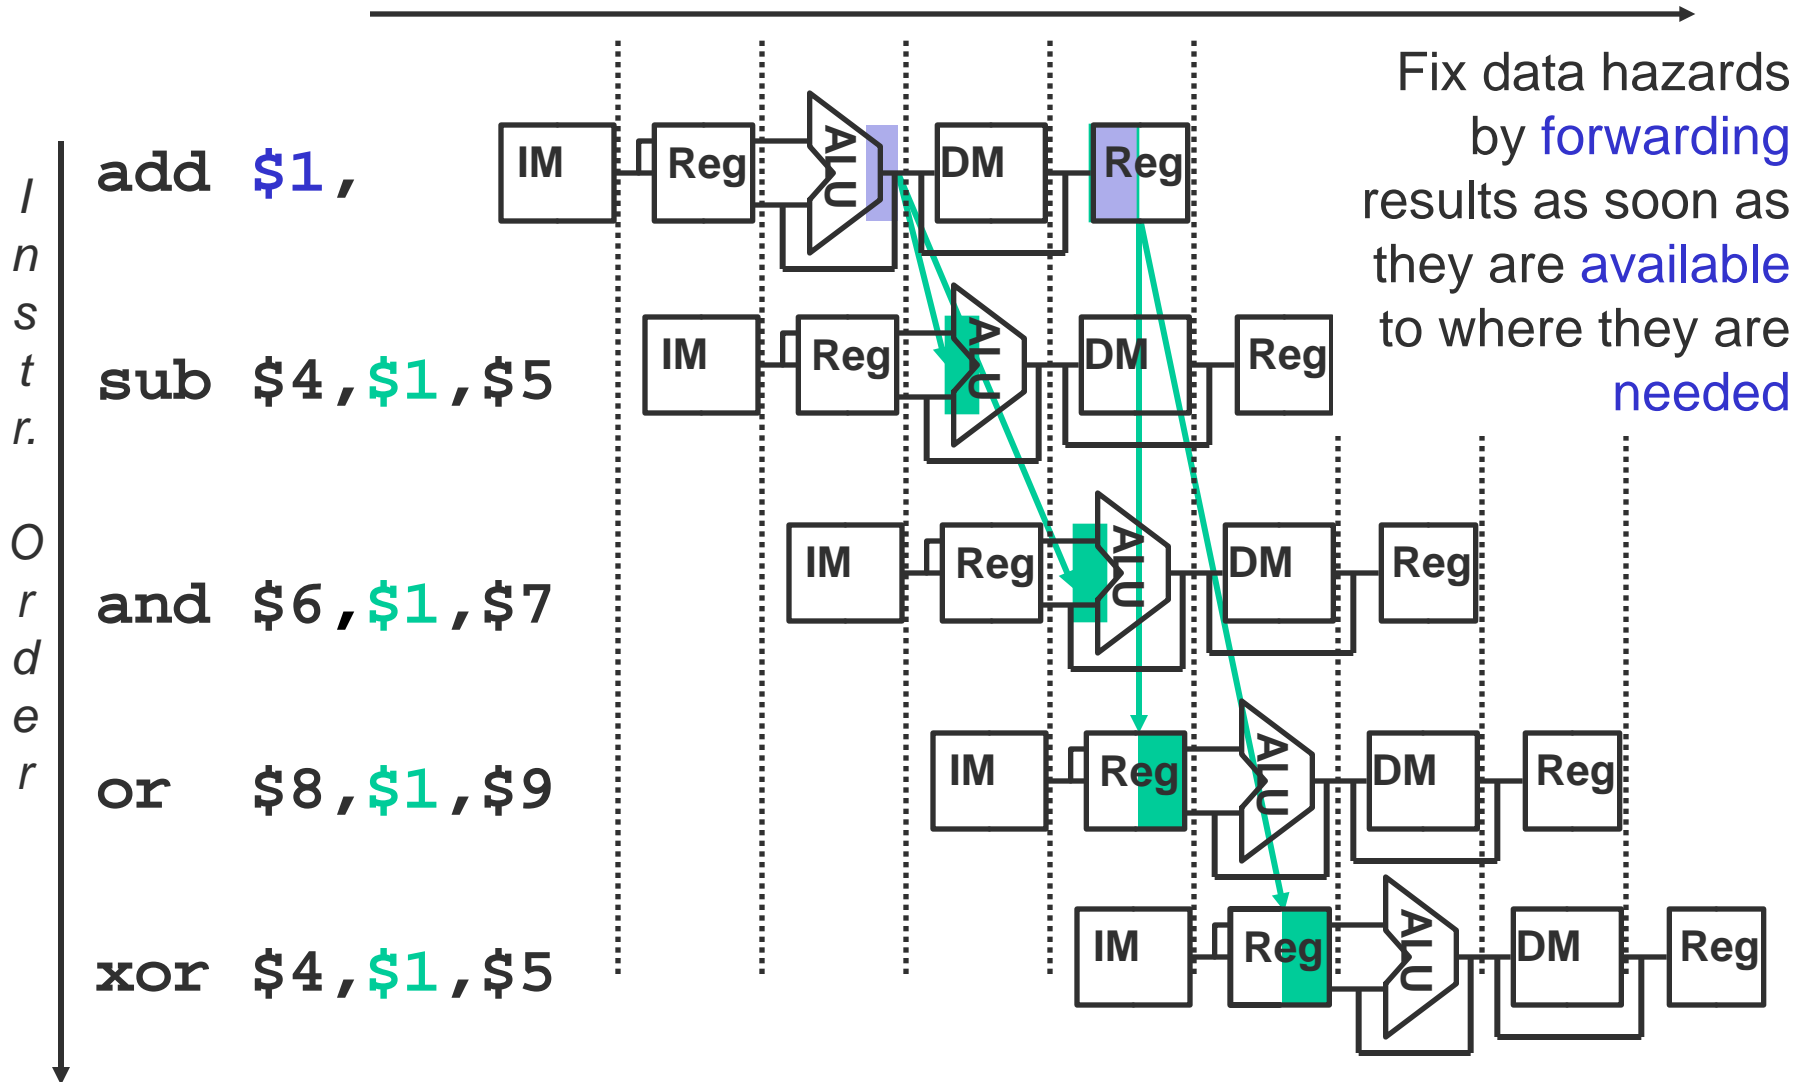 Fix data hazards
by forwarding
results as soon as
they are available
to where they are
needed
Instr. Order
add $1,
IM Reg ALU DM Reg
sub $4,$1,$5
IM Reg ALU DM Reg
and $6,$1,$7
IM Reg ALU DM Reg
or $8,$1,$9
IM Reg ALU DM Reg
xor $4,$1,$5
IM Reg ALU DM Reg